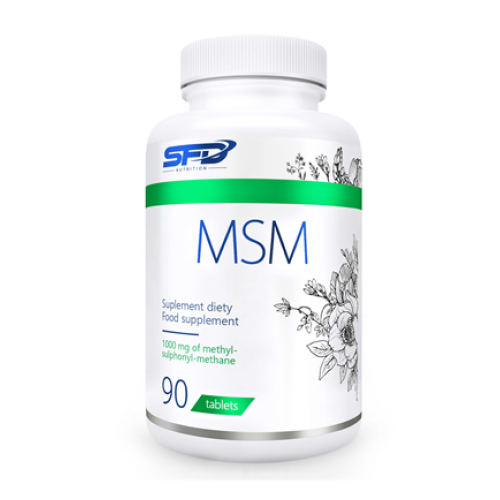 SFD
NUTRITION
MSM
Suplement diety
Food supplement
1000 mg of methyl-
sulphonyl-methane
90 tablets